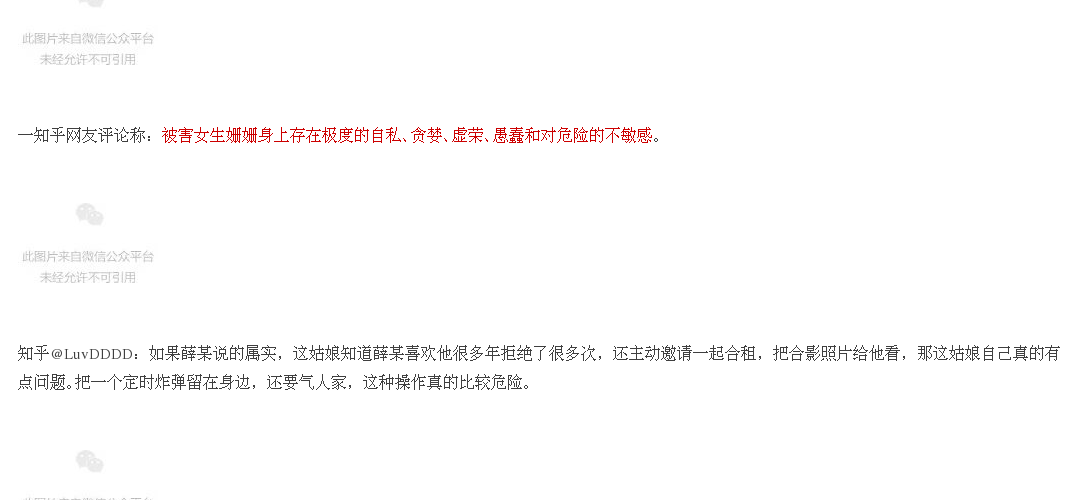 此图片来自微信公众平台
未经允许不可引用
一知乎网友评论称：被害女生姗姗身上存在极度的自私、贪婪、虚荣、愚蠢和对危险的不敏感。
此图片来自微信公众平台
未经允许不可引用
知乎@LuvDDDD：如果薛某说的属实，这姑娘知道薛某喜欢他很多年拒绝了很多次，还主动邀请一起合租，把合影照片给他看，那这姑娘自己真的有
点问题。把一个定时炸弹留在身边，还要气人家，这种操作真的比较危险。